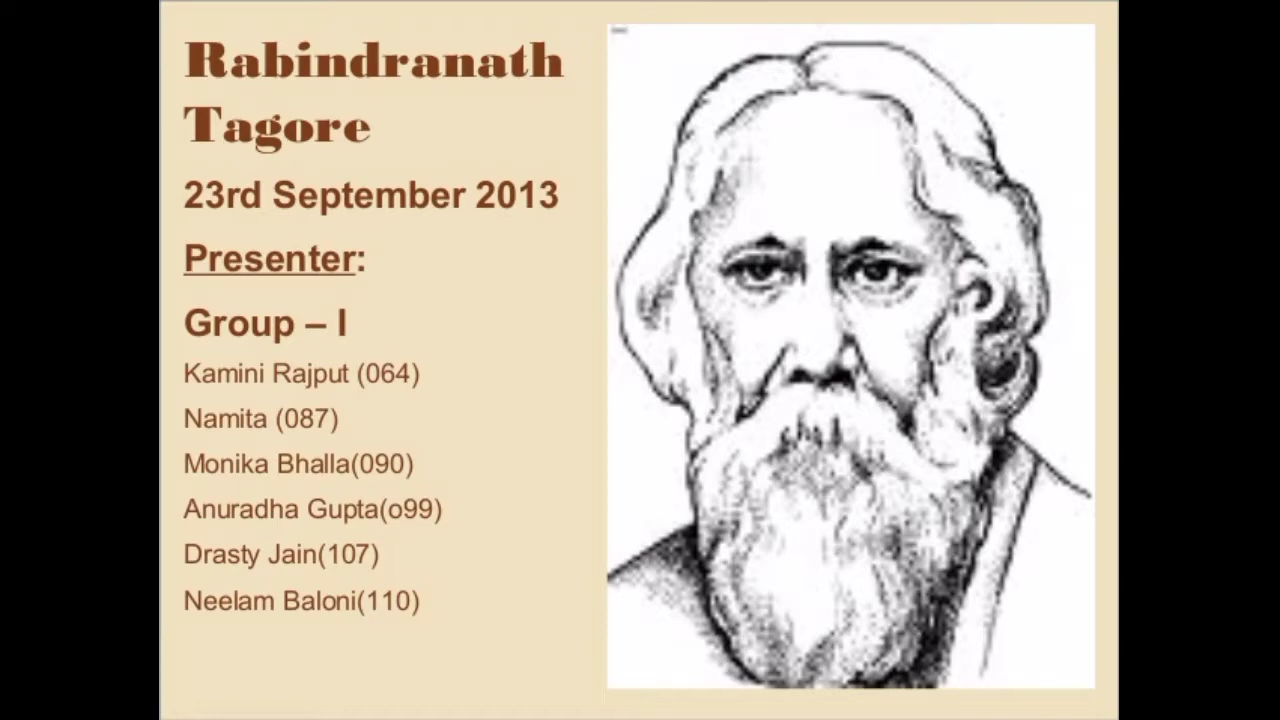 Rabindranath
Tagore
23rd September 2013
Presenter:
Group – I
Kamini Rajput (064)
Namita (087)
Monika Bhalla(090)
Anuradha Gupta(o99)
Drasty Jain(107)
Neelam Baloni(110)